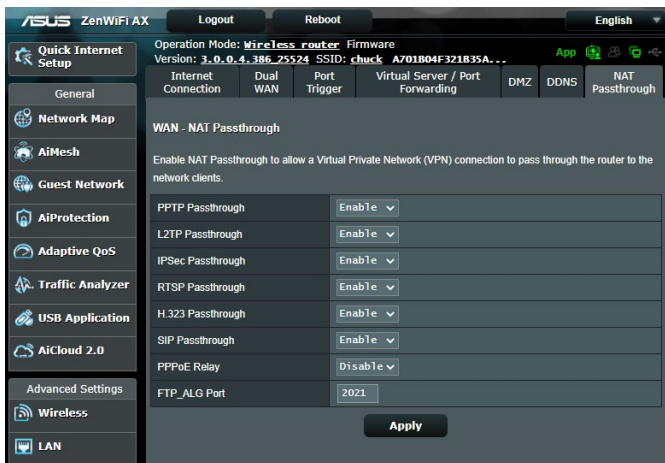 ASUS ZenWiFi AX Logout Reboot English
Quick Internet Setup
Operation Mode: Wireless router Firmware
Version: 3.0.0.4.386_25524 SSID: chuck A701B04F321B35A...
App
Internet Connection
Dual WAN
Port Trigger
Virtual Server / Port Forwarding
DMZ
DDNS
NAT Passthrough
General
Network Map
AiMesh
Guest Network
AiProtection
Adaptive QoS
Traffic Analyzer
USB Application
AiCloud 2.0
Advanced Settings
Wireless
LAN
WAN - NAT Passthrough
Enable NAT Passthrough to allow a Virtual Private Network (VPN) connection to pass through the router to the
network clients.
PPTP Passthrough Enable
L2TP Passthrough Enable
IPSec Passthrough Enable
RTSP Passthrough Enable
H.323 Passthrough Enable
SIP Passthrough Enable
PPPoE Relay Disable
FTP_ALG Port 2021
Apply